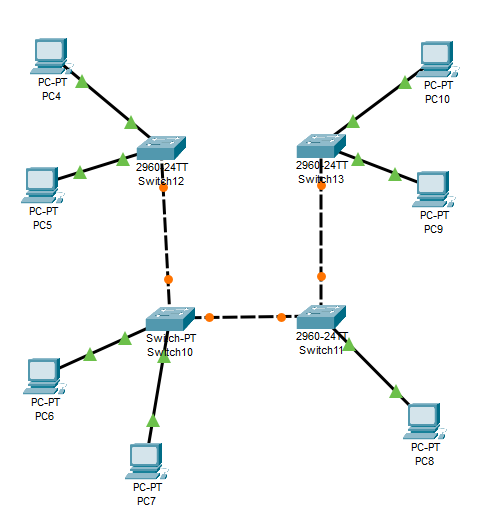 PC-PT
PC4
PC-PT
PC10
2960-24TT
Switch12
2960-24TT
Switch13
PC-PT
PC5
PC-PT
PC9
Switch-PT
Switch10
2960-24TT
Switch11
PC-PT
PC6
PC-PT
PC8
PC-PT
PC7